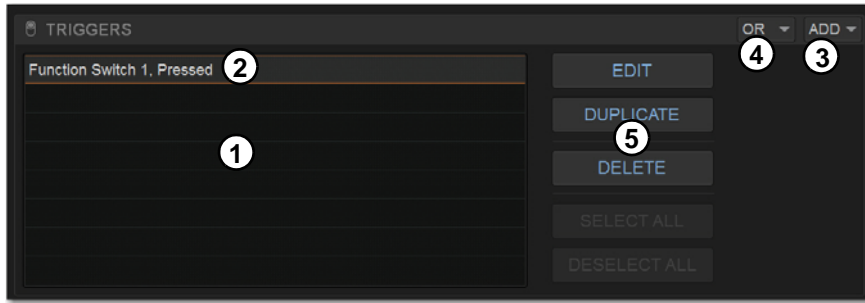 TRIGGERS
OR
ADD
4
3
Function Switch 1, Pressed
2
EDIT
DUPLICATE
5
1
DELETE
SELECT ALL
DESELECT ALL